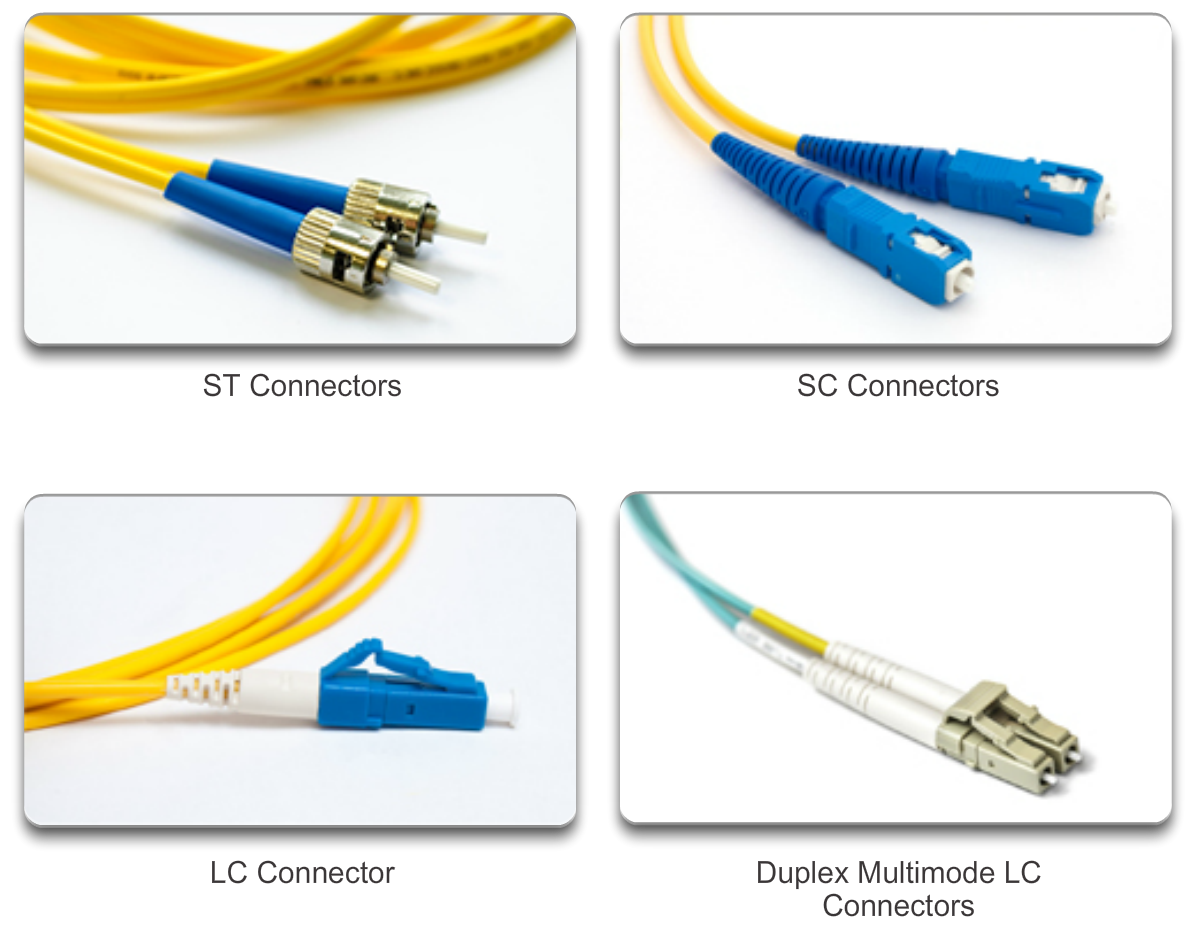 ST Connectors
SC Connectors
LC Connector
Duplex Multimode LC
Connectors